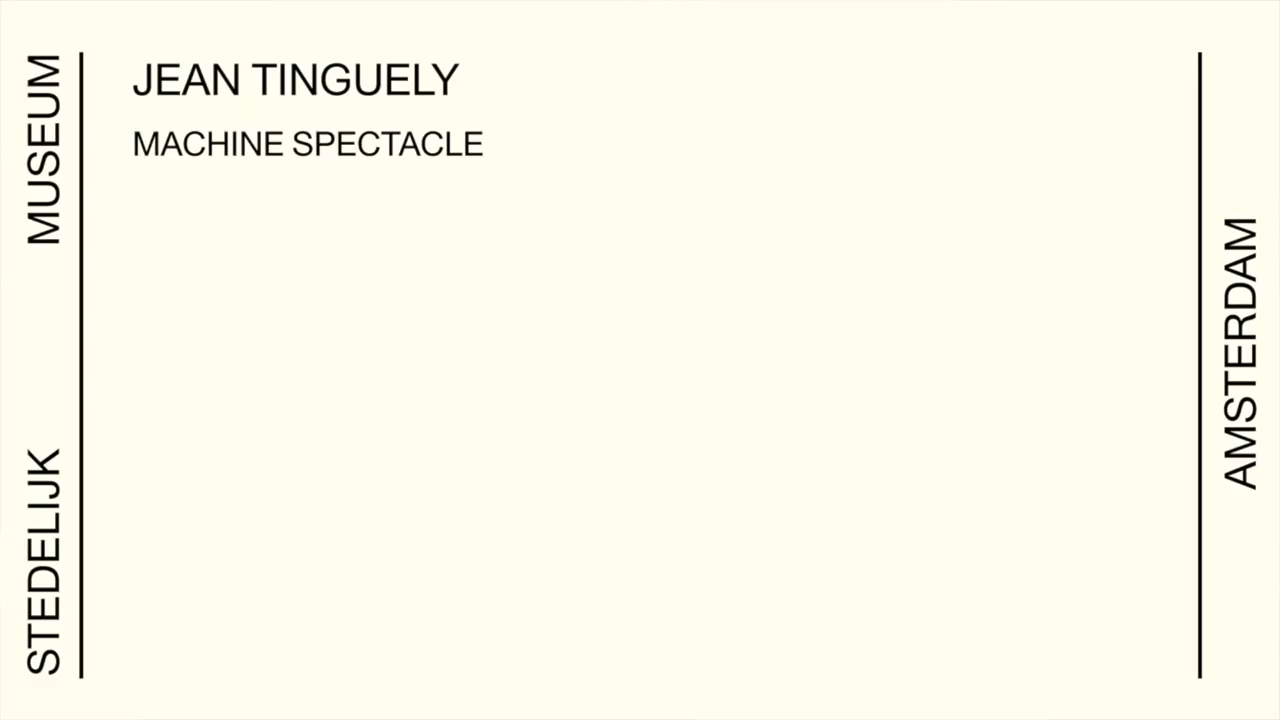 JEAN TINGUELY
MACHINE SPECTACLE
STEDELIJK MUSEUM
AMSTERDAM